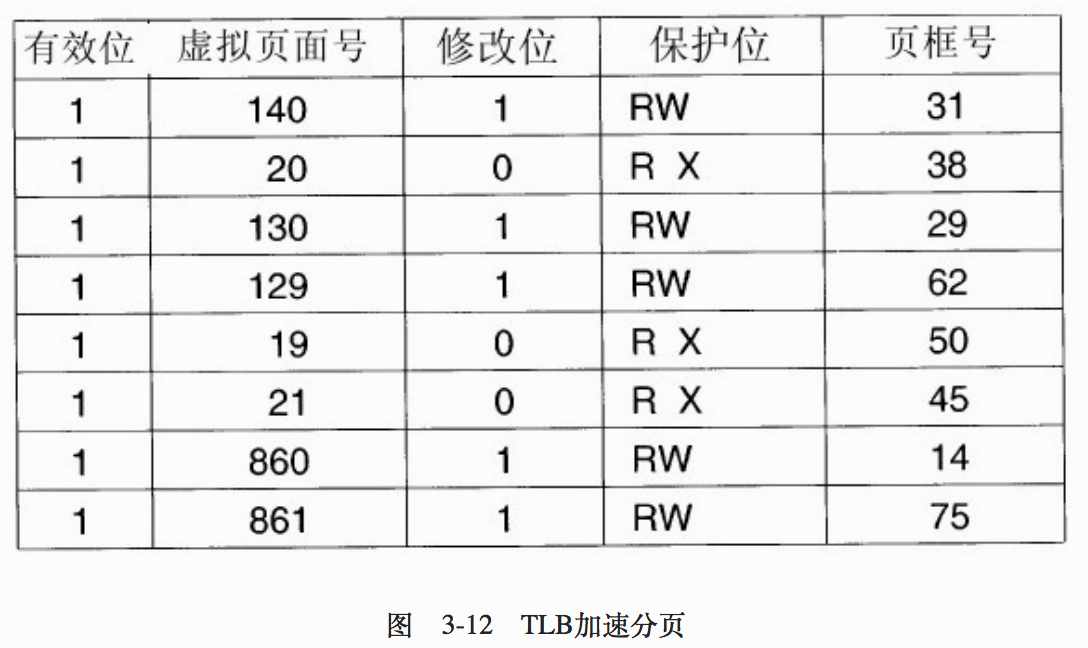 有效位 虚拟页面号 修改位 保护位 页框号
1 140 1 RW 31
1 20 0 R X 38
1 130 1 RW 29
1 129 1 RW 62
1 19 0 R X 50
1 21 0 R X 45
1 860 1 RW 14
1 861 1 RW 75
图 3-12 TLB加速分页